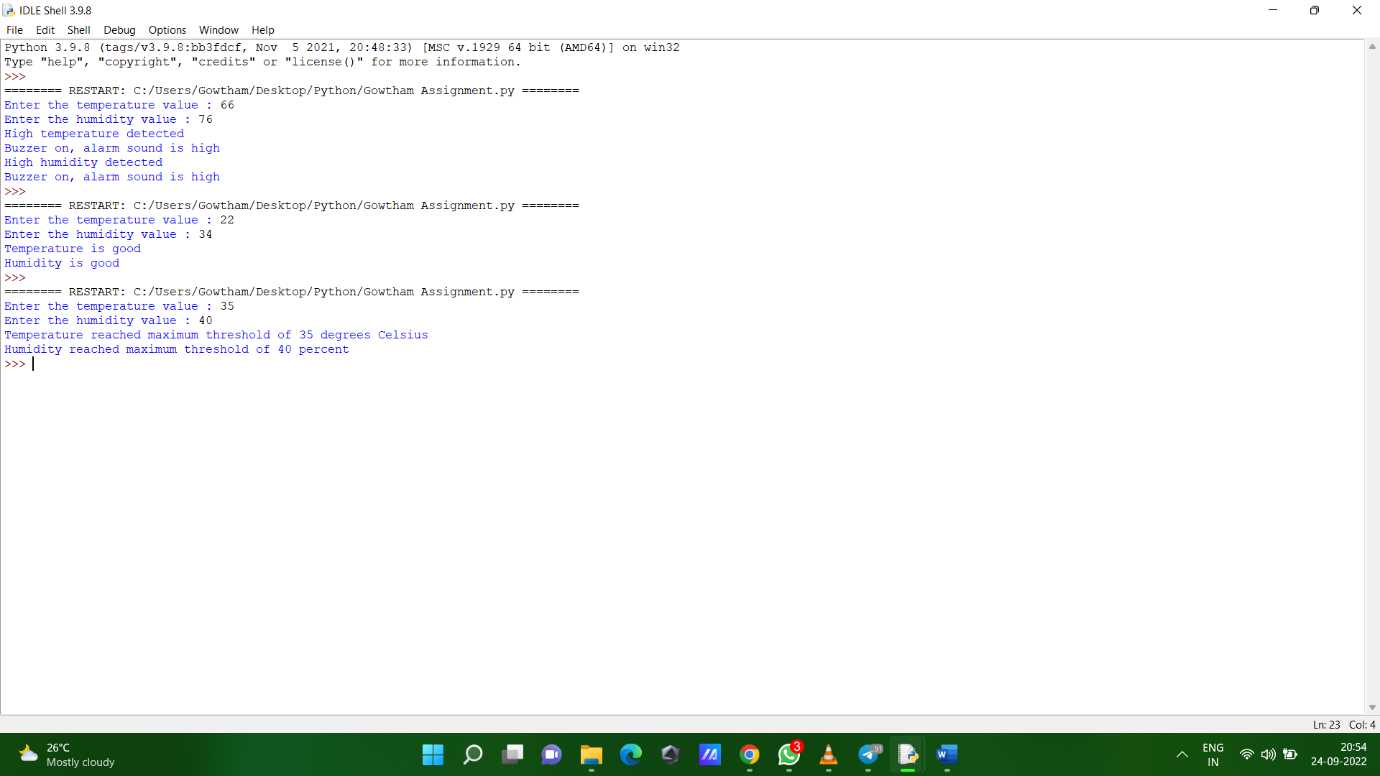 IDLE Shell 3.9.8
File Edit Shell Debug Options Window Help
Python 3.9.8 (tags/v3.9.8:bb3fdcf, Nov  5 2021, 20:48:33) [MSC v.1929 64 bit (AMD64)] on win32
Type "help", "copyright", "credits" or "license()" for more information.
>>>
======== RESTART: C:/Users/Gowtham/Desktop/Python/Gowtham Assignment.py ========
Enter the temperature value : 66
Enter the humidity value : 76
High temperature detected
Buzzer on, alarm sound is high
High humidity detected
Buzzer on, alarm sound is high
>>>
======== RESTART: C:/Users/Gowtham/Desktop/Python/Gowtham Assignment.py ========
Enter the temperature value : 22
Enter the humidity value : 34
Temperature is good
Humidity is good
>>>
======== RESTART: C:/Users/Gowtham/Desktop/Python/Gowtham Assignment.py ========
Enter the temperature value : 35
Enter the humidity value : 40
Temperature reached maximum threshold of 35 degrees Celsius
Humidity reached maximum threshold of 40 percent
>>>
Ln: 23 Col: 4
26°C
Mostly cloudy
3
91
W
ENG
IN
20:54
24-09-2022